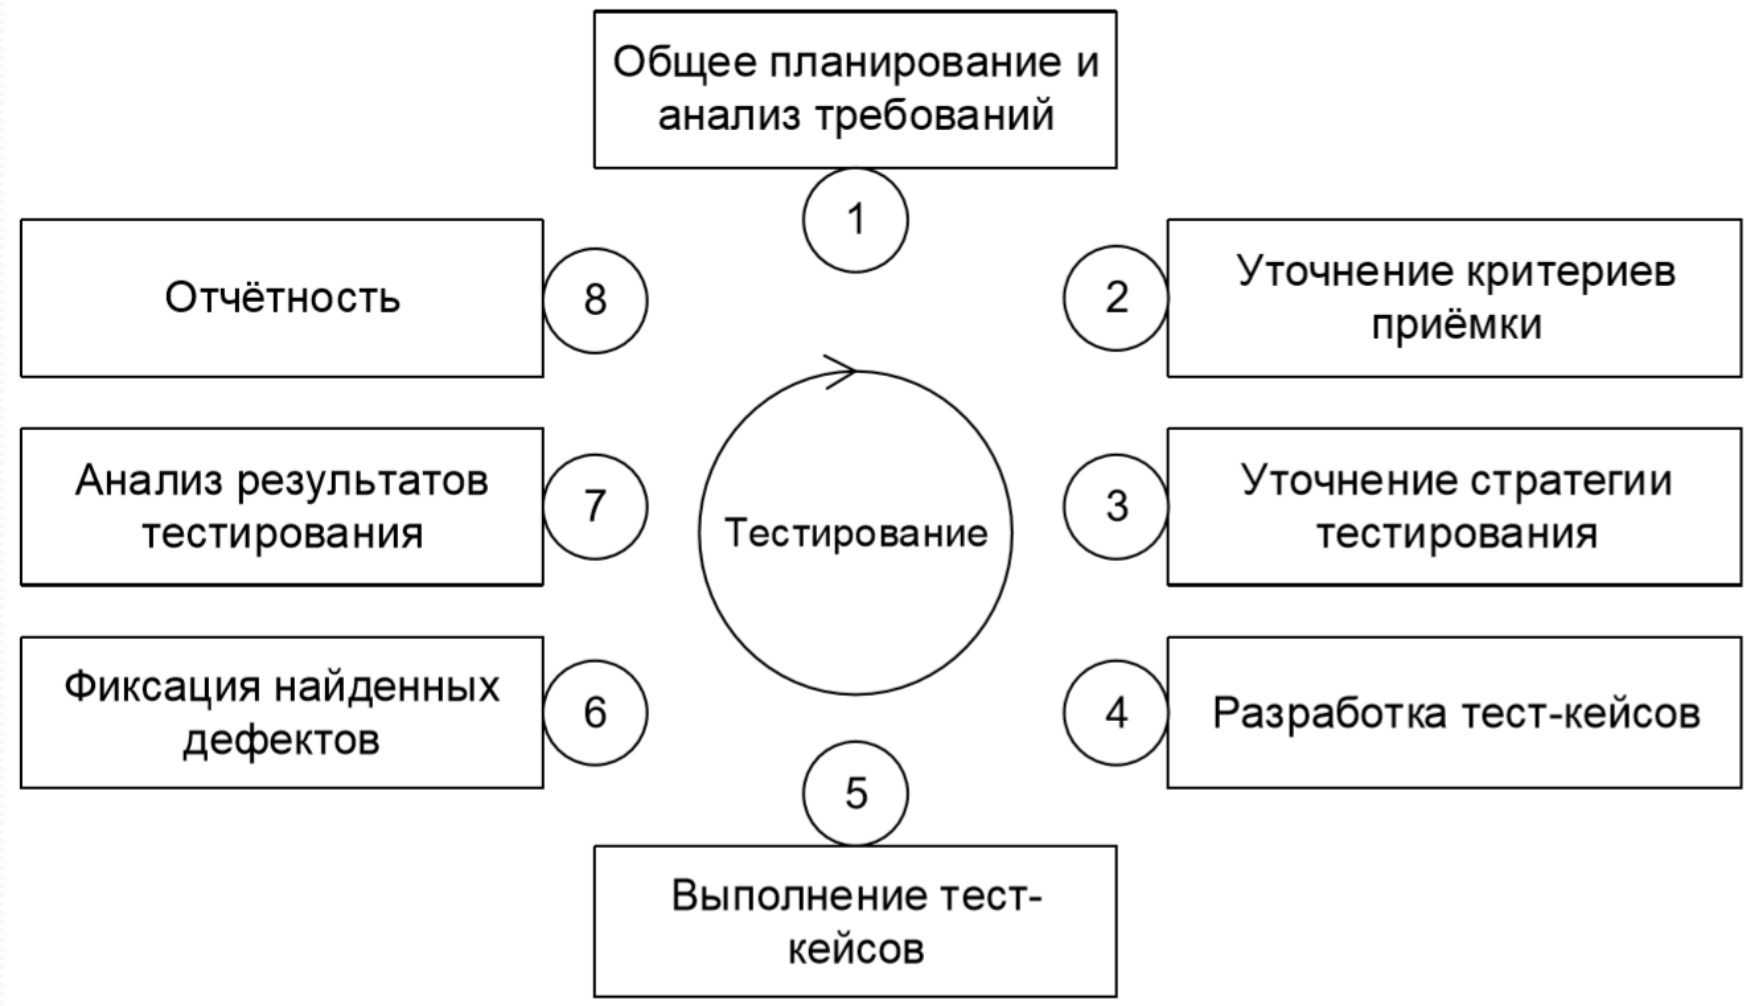 Общее планирование и
анализ требований
1
2
Уточнение критериев
приёмки
3
Уточнение стратегии
тестирования
4
Разработка тест-кейсов
5
Выполнение тест-
кейсов
6
Фиксация найденных
дефектов
7
Анализ результатов
тестирования
8
Отчётность
Тестирование